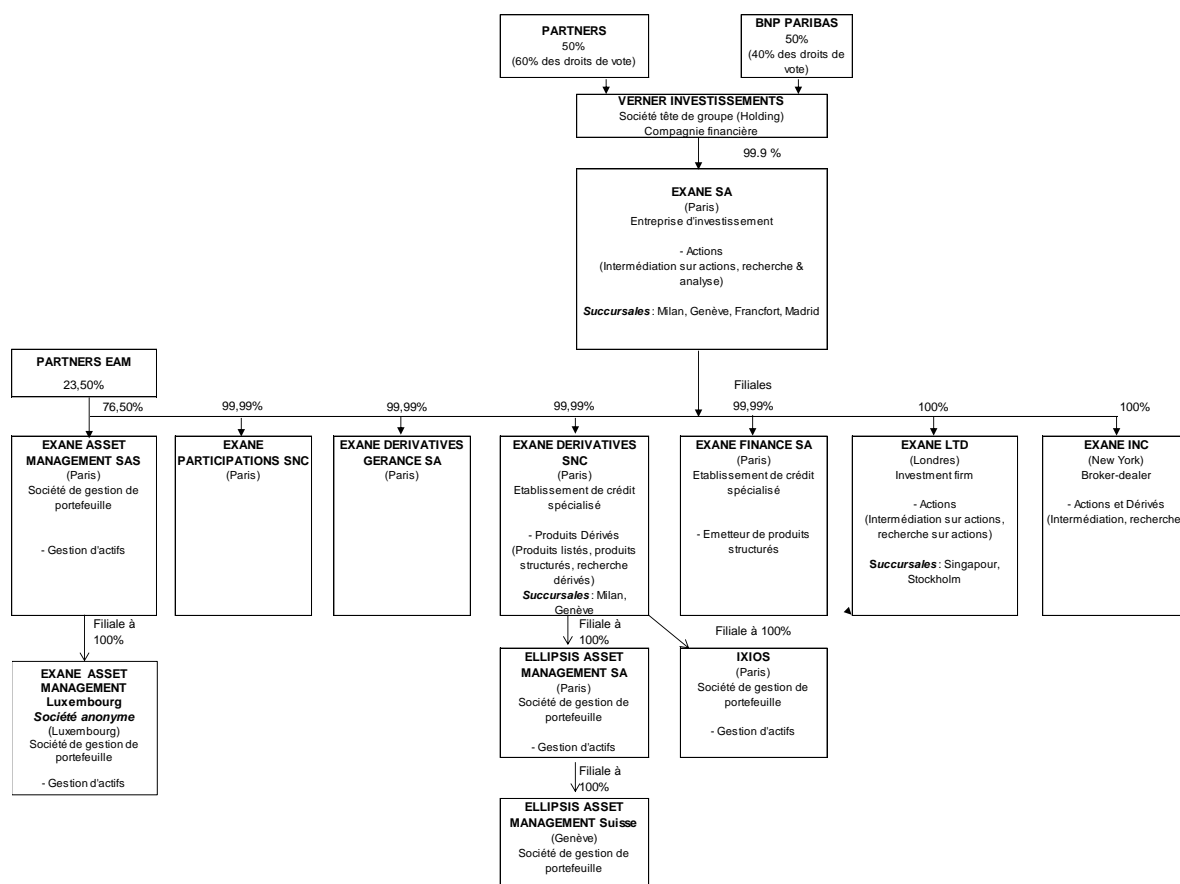 PARTNERS
50%
(60% des droits de vote)
BNP PARIBAS
50%
(40% des droits de
vote)
VERNER INVESTISSEMENTS
Société tête de groupe (Holding)
Compagnie financière
99.9 %
EXANE SA
(Paris)
Entreprise d'investissement
- Actions
(Intermédiation sur actions, recherche &
analyse)
Succursales : Milan, Genève, Francfort, Madrid
PARTNERS EAM
23,50%
Filiales
76,50%
99,99%
99,99%
99,99%
99,99%
100%
100%
EXANE ASSET
MANAGEMENT SAS
(Paris)
Société de gestion de
portefeuille
- Gestion d'actifs
EXANE
PARTICIPATIONS SNC
(Paris)
EXANE DERIVATIVES
GERANCE SA
(Paris)
EXANE DERIVATIVES
SNC
(Paris)
Etablissement de crédit
spécialisé
- Produits Dérivés
(Produits listés, produits
structurés, recherche
dérivés)
Succursales : Milan,
Genève
EXANE FINANCE SA
(Paris)
Etablissement de crédit
spécialisé
- Emetteur de produits
structurés
EXANE LTD
(Londres)
Investment firm
- Actions
(Intermédiation sur actions,
recherche sur actions)
Succursales : Singapour,
Stockholm
EXANE INC
(New York)
Broker-dealer
- Actions et Dérivés
(Intermédiation, recherche
Filiale à
100%
Filiale à
100%
Filiale à 100%
EXANE ASSET
MANAGEMENT
Luxembourg
Société anonyme
(Luxembourg)
Société de gestion de
portefeuille
- Gestion d'actifs
ELLIPSIS ASSET
MANAGEMENT SA
(Paris)
Société de gestion de
portefeuille
- Gestion d'actifs
IXIOS
(Paris)
Société de gestion de
portefeuille
- Gestion d'actifs
Filiale à
100%
ELLIPSIS ASSET
MANAGEMENT Suisse
(Genève)
Société de gestion de
portefeuille